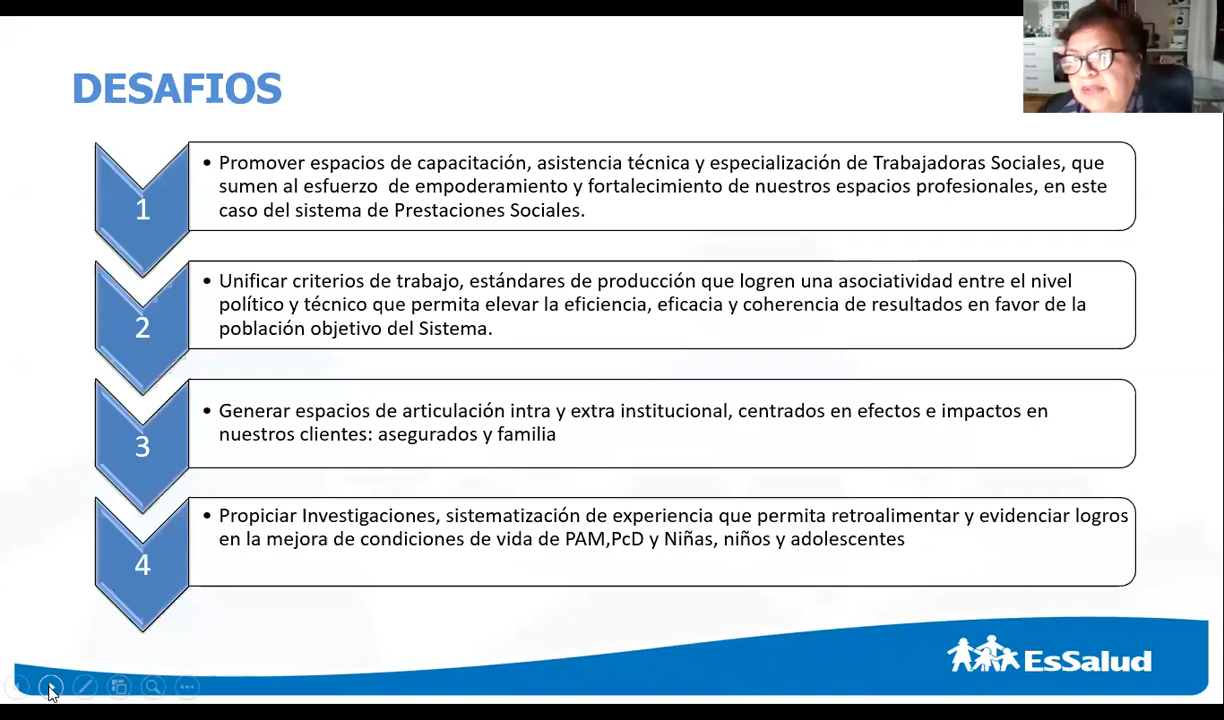 DESAFIOS
1
• Promover espacios de capacitación, asistencia técnica y especialización de Trabajadoras Sociales, que
sumen al esfuerzo de empoderamiento y fortalecimiento de nuestros espacios profesionales, en este
caso del sistema de Prestaciones Sociales.
2
• Unificar criterios de trabajo, estándares de producción que logren una asociatividad entre el nivel
político y técnico que permita elevar la eficiencia, eficacia y coherencia de resultados en favor de la
población objetivo del Sistema.
3
• Generar espacios de articulación intra y extra institucional, centrados en efectos e impactos en
nuestros clientes: asegurados y familia
4
• Propiciar Investigaciones, sistematización de experiencia que permita retroalimentar y evidenciar logros
en la mejora de condiciones de vida de PAM,PcD y Niñas, niños y adolescentes
EsSalud